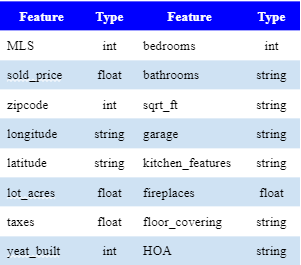 Feature Type Feature Type
MLS int bedrooms int
sold_price float bathrooms string
zipcode int sqrt_ft string
longitude string garage string
latitude string kitchen_features string
lot_acres float fireplaces float
taxes float floor_covering string
yeat_built int HOA string